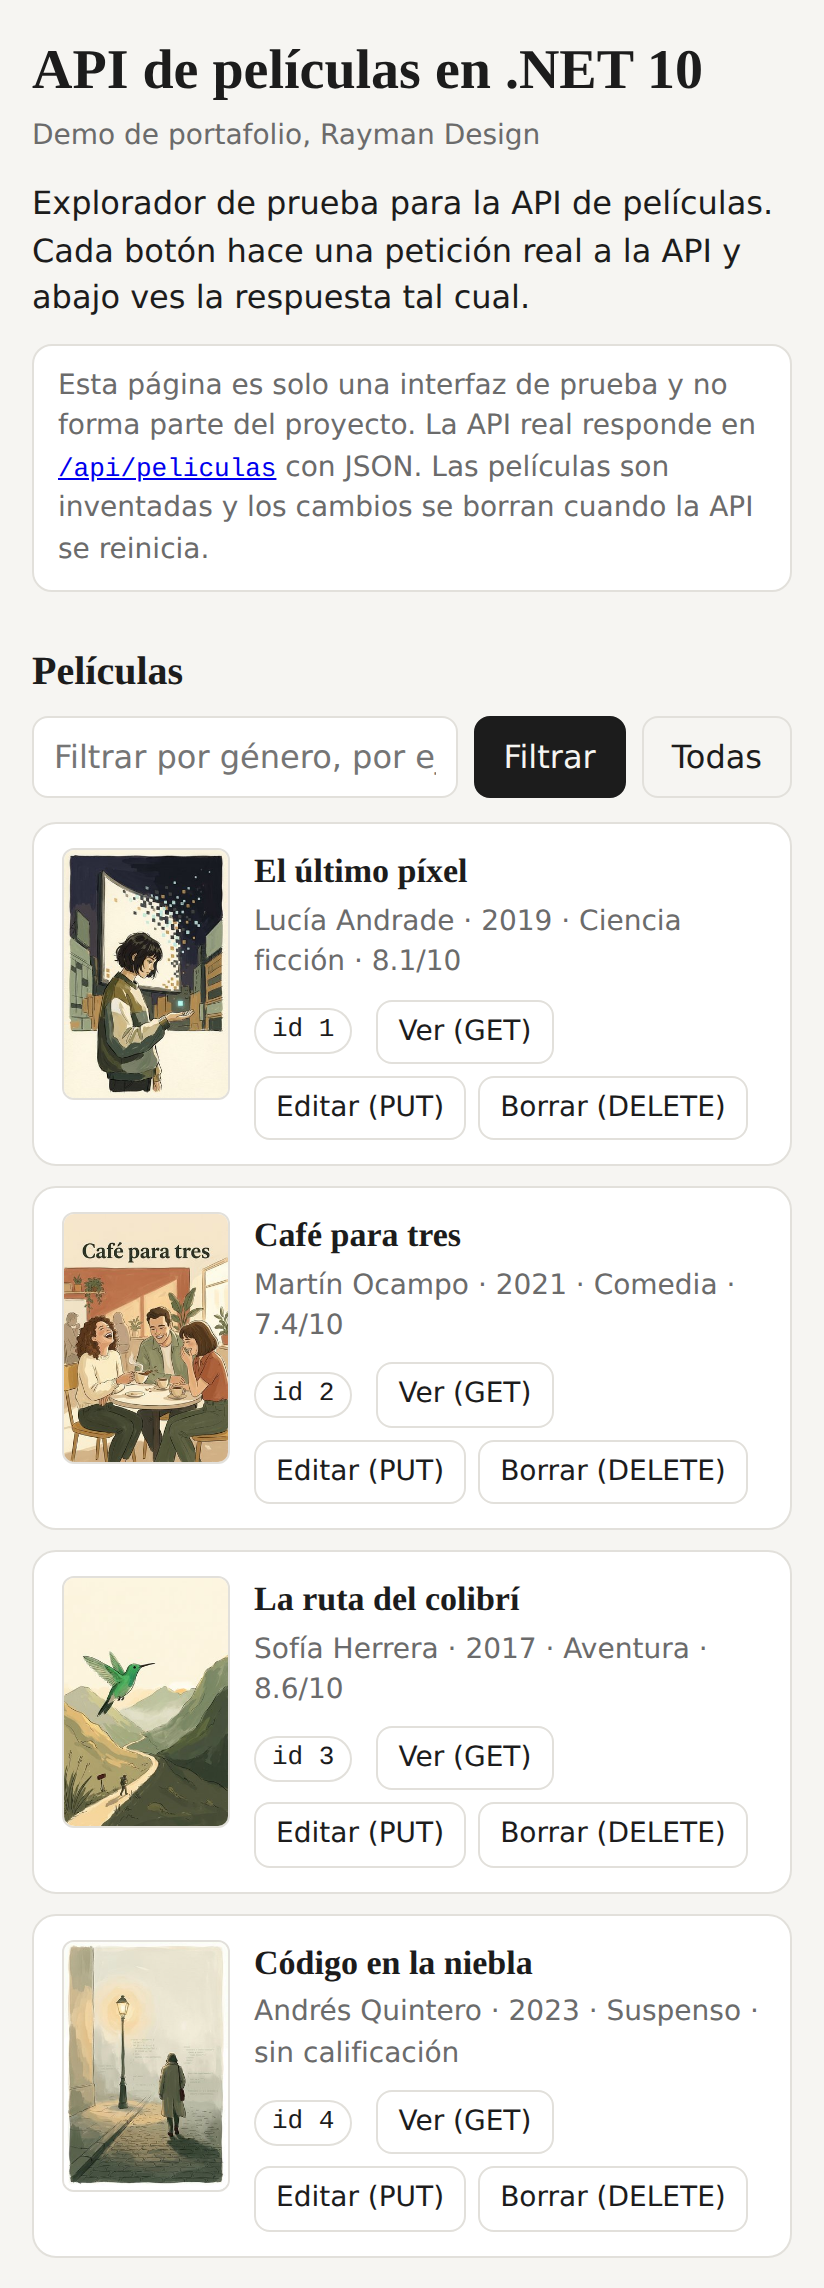 API de películas en .NET 10
Demo de portafolio, Rayman Design
Explorador de prueba para la API de películas.
Cada botón hace una petición real a la API y
abajo ves la respuesta tal cual.
Esta página es solo una interfaz de prueba y no
forma parte del proyecto. La API real responde en
/api/peliculas con JSON. Las películas son
inventadas y los cambios se borran cuando la API
se reinicia.
Películas
Filtrar por género, por e
Filtrar
Todas
El último píxel
Lucía Andrade · 2019 · Ciencia
ficción · 8.1/10
id 1
Ver (GET)
Editar (PUT)
Borrar (DELETE)
Café para tres
Café para tres
Martín Ocampo · 2021 · Comedia ·
7.4/10
id 2
Ver (GET)
Editar (PUT)
Borrar (DELETE)
La ruta del colibrí
Sofía Herrera · 2017 · Aventura ·
8.6/10
id 3
Ver (GET)
Editar (PUT)
Borrar (DELETE)
Código en la niebla
Andrés Quintero · 2023 · Suspenso ·
sin calificación
id 4
Ver (GET)
Editar (PUT)
Borrar (DELETE)